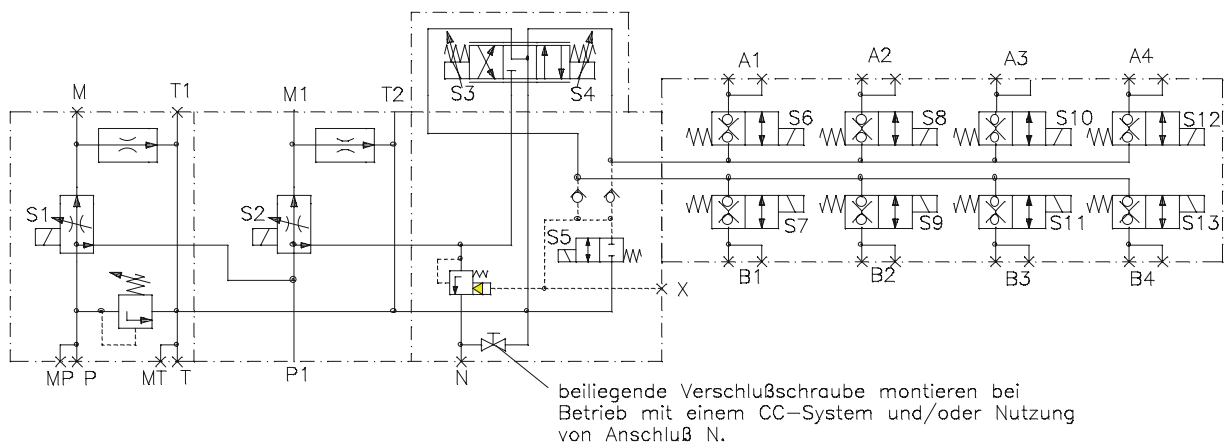 A1 A2 A3 A4
S3 S4
M T1 M1 T2
S6 S8 S10 S12
S1 S2 S5 S7 S9 S11 S13
B1 B2 B3 B4
X
MP P MT T P1 N
beiliegende Verschlußschraube montieren bei
Betrieb mit einem CC-System und/oder Nutzung
von Anschluß N.